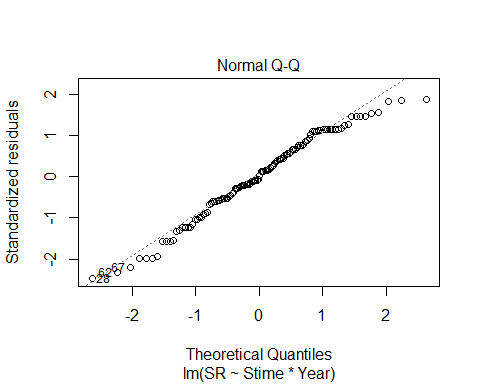 Normal Q-Q
Standardized residuals
2
1
0
-1
-2
67
62
28
-2 -1 0 1 2
Theoretical Quantiles
lm(SR ~ Stime * Year)